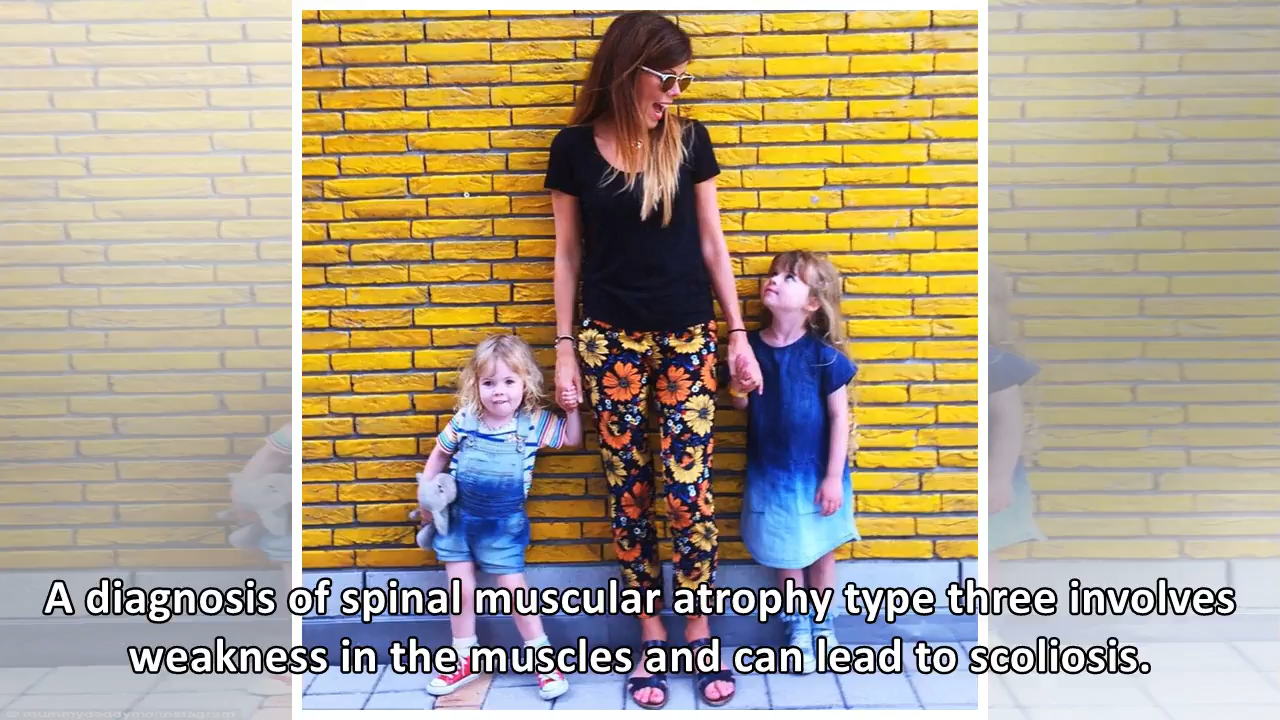 A diagnosis of spinal muscular atrophy type three involves
weakness in the muscles and can lead to scoliosis.